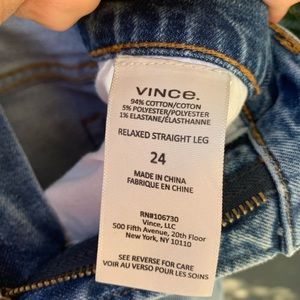 VINCE.
94% COTTON/COTON
5% POLYESTER/POLYESTER
1% ELASTANE/ÉLASTHANNE
RELAXED STRAIGHT LEG
24
MADE IN CHINA
FABRIQUE EN CHINE
RN#106730
Vince, LLC
500 Fifth Avenue, 20th Floor
New York, NY 10110
SEE REVERSE FOR CARE
VOIR AU VERSO POUR LES SOINS